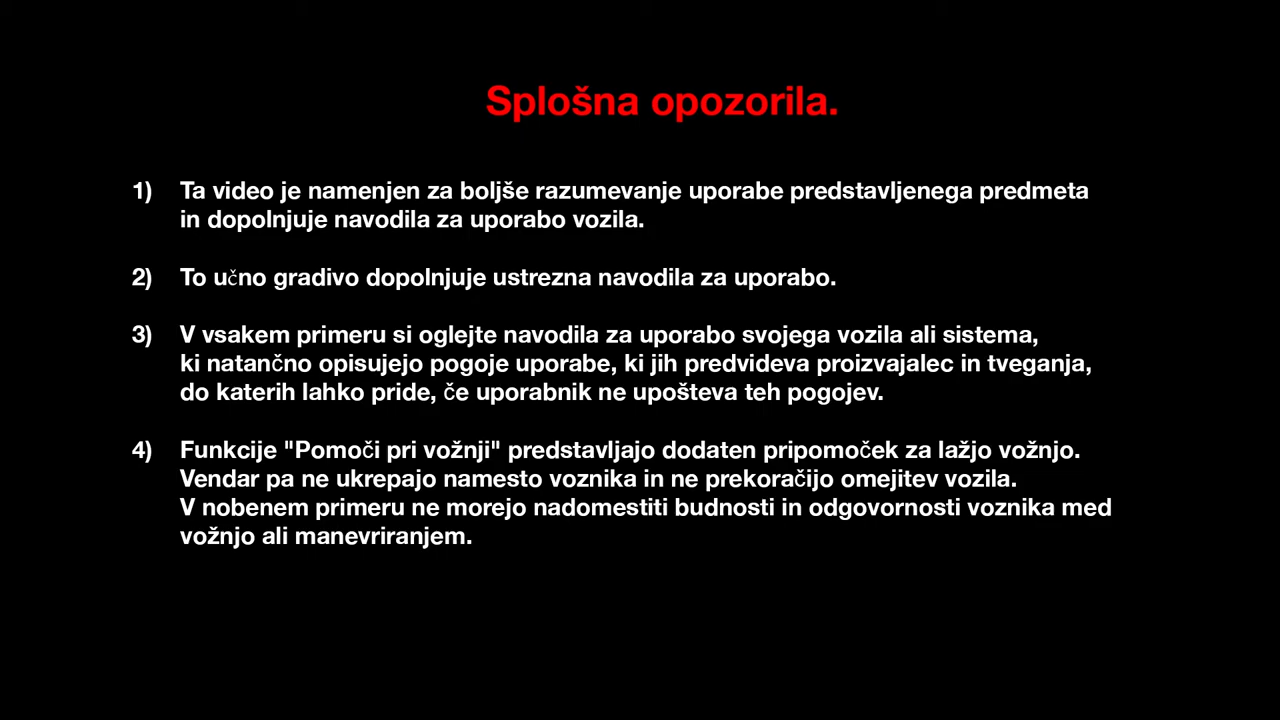 Splošna opozorila.
1) Ta video je namenjen za boljše razumevanje uporabe predstavljenega predmeta
in dopolnjuje navodila za uporabo vozila.
2) To učno gradivo dopolnjuje ustrezna navodila za uporabo.
3) V vsakem primeru si oglejte navodila za uporabo svojega vozila ali sistema,
ki natančno opisujejo pogoje uporabe, ki jih predvideva proizvajalec in tveganja,
do katerih lahko pride, če uporabnik ne upošteva teh pogojev.
4) Funkcije "Pomoči pri vožnji" predstavljajo dodaten pripomoček za lažjo vožnjo.
Vendar pa ne ukrepajo namesto voznika in ne prekoračijo omejitev vozila.
V nobenem primeru ne morejo nadomestiti budnosti in odgovornosti voznika med
vožnjo ali manevriranjem.